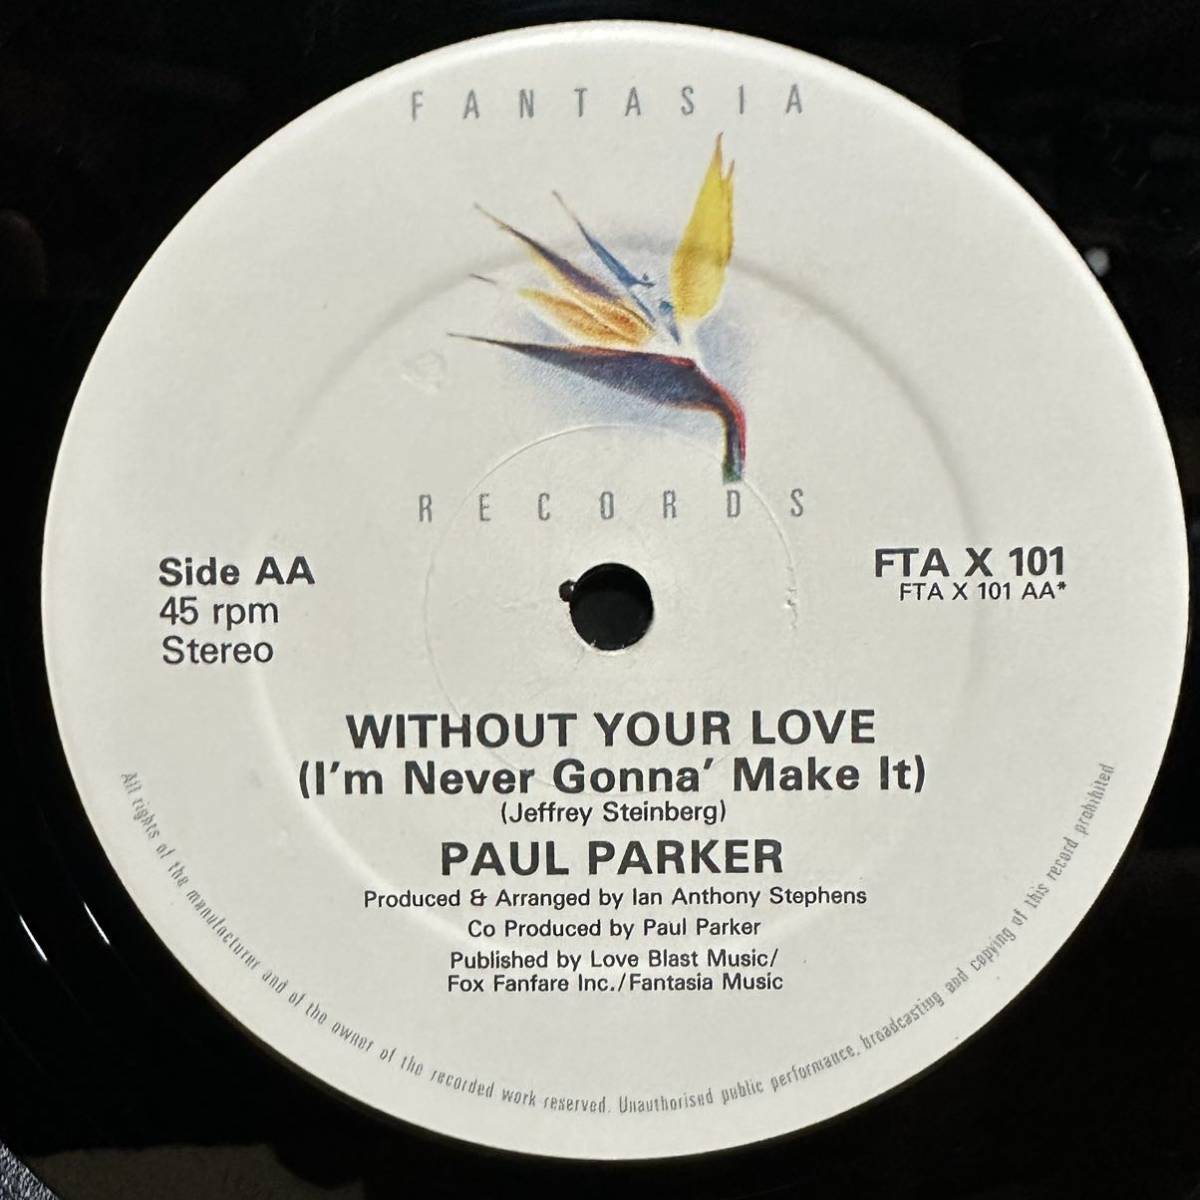 FANTASIA
RECORDS
Side AA
45 rpm
Stereo
FTA X 101
FTA X 101 AA*
WITHOUT YOUR LOVE
(I'm Never Gonna' Make It)
(Jeffrey Steinberg)
PAUL PARKER
Produced & Arranged by Ian Anthony Stephens
Co Produced by Paul Parker
Published by Love Blast Music/
Fox Fanfare Inc./Fantasia Music
All rights of the manufacturur and of the owner of the recorded work reserved. Unauthorised public performance, broadcasting and copying of this record prohibited